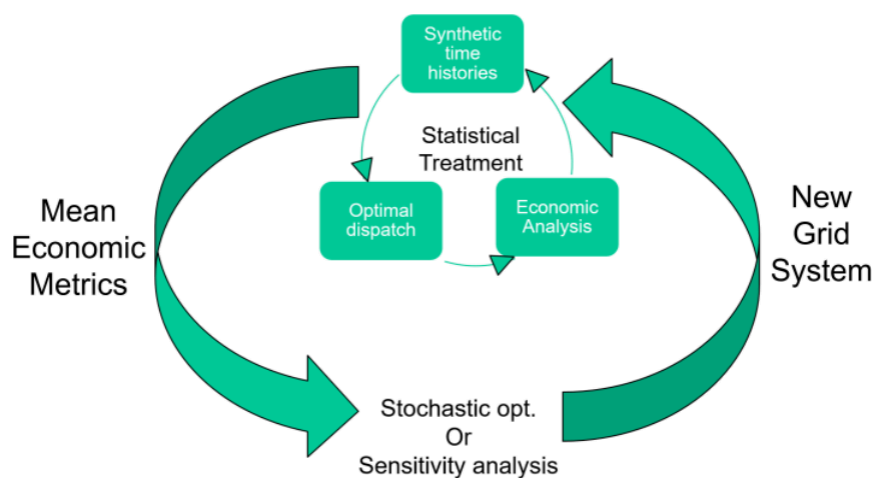 Synthetic
time
histories
Statistical
Treatment
Optimal
dispatch
Economic
Analysis
Mean
Economic
Metrics
New
Grid
System
Stochastic opt.
Or
Sensitivity analysis